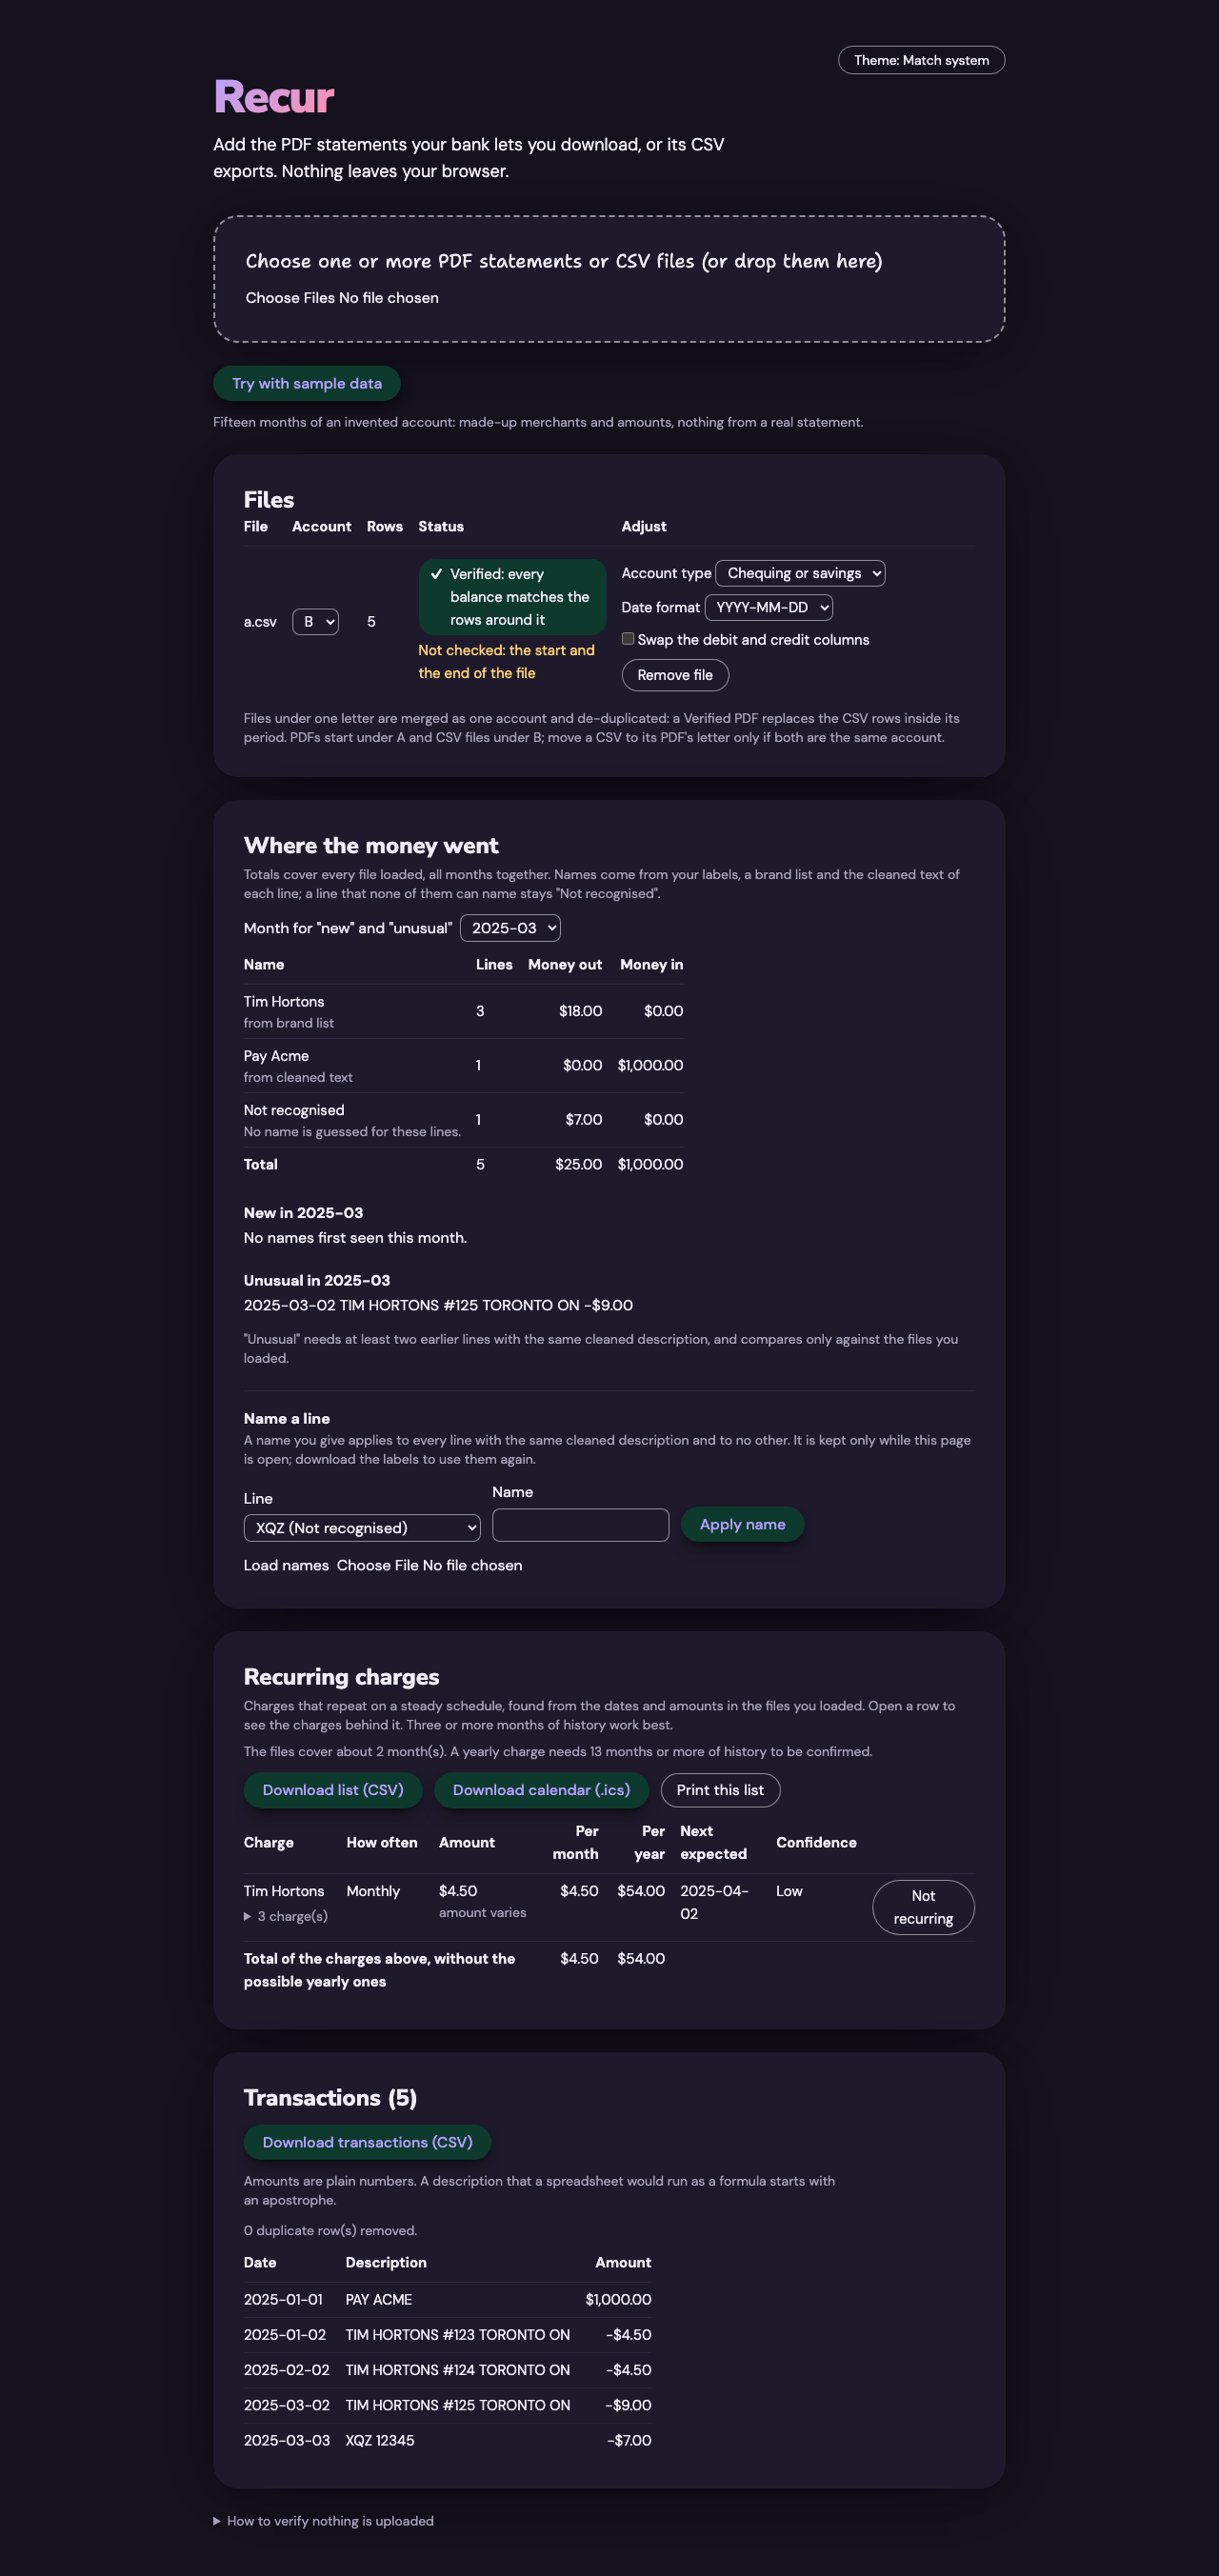 Theme: Match system
Recur
Add the PDF statements your bank lets you download, or its CSV
exports. Nothing leaves your browser.
Choose one or more PDF statements or CSV files (or drop them here)
Choose Files No file chosen
Try with sample data
Fifteen months of an invented account: made-up merchants and amounts, nothing from a real statement.
Files
File Account Rows Status Adjust
a.csv B 5
✔ Verified: every
balance matches the
rows around it
Not checked: the start and
the end of the file
Account type Chequing or savings
Date format YYYY-MM-DD
Swap the debit and credit columns
Remove file
Files under one letter are merged as one account and de-duplicated: a Verified PDF replaces the CSV rows inside its
period. PDFs start under A and CSV files under B; move a CSV to its PDF's letter only if both are the same account.
Where the money went
Totals cover every file loaded, all months together. Names come from your labels, a brand list and the cleaned text of
each line; a line that none of them can name stays "Not recognised".
Month for "new" and "unusual" 2025-03
Name Lines Money out Money in
Tim Hortons 3 $18.00 $0.00
from brand list
Pay Acme 1 $0.00 $1,000.00
from cleaned text
Not recognised 1 $7.00 $0.00
No name is guessed for these lines.
Total 5 $25.00 $1,000.00
New in 2025-03
No names first seen this month.
Unusual in 2025-03
2025-03-02 TIM HORTONS #125 TORONTO ON -$9.00
"Unusual" needs at least two earlier lines with the same cleaned description, and compares only against the files you
loaded.
Name a line
A name you give applies to every line with the same cleaned description and to no other. It is kept only while this page
is open; download the labels to use them again.
Line Name
XQZ (Not recognised) Apply name
Load names Choose File No file chosen
Recurring charges
Charges that repeat on a steady schedule, found from the dates and amounts in the files you loaded. Open a row to
see the charges behind it. Three or more months of history work best.
The files cover about 2 month(s). A yearly charge needs 13 months or more of history to be confirmed.
Download list (CSV) Download calendar (.ics) Print this list
Charge How often Amount Per month Per year Next expected Confidence
Tim Hortons Monthly $4.50 $4.50 $54.00 2025-04-02 Low Not recurring
3 charge(s) amount varies
Total of the charges above, without the $4.50 $54.00
possible yearly ones
Transactions (5)
Download transactions (CSV)
Amounts are plain numbers. A description that a spreadsheet would run as a formula starts with
an apostrophe.
0 duplicate row(s) removed.
Date Description Amount
2025-01-01 PAY ACME $1,000.00
2025-01-02 TIM HORTONS #123 TORONTO ON -$4.50
2025-02-02 TIM HORTONS #124 TORONTO ON -$4.50
2025-03-02 TIM HORTONS #125 TORONTO ON -$9.00
2025-03-03 XQZ 12345 -$7.00
How to verify nothing is uploaded